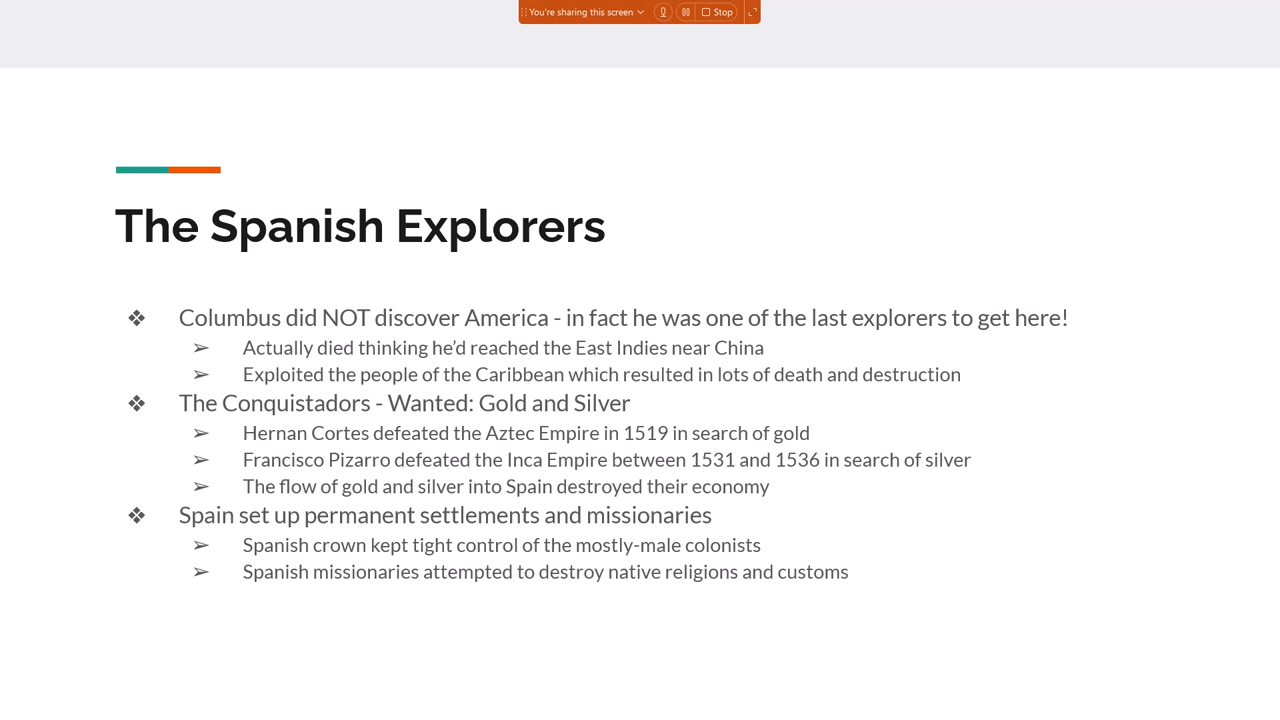 You're sharing this screen
Stop
The Spanish Explorers
❖ Columbus did NOT discover America - in fact he was one of the last explorers to get here!
➢ Actually died thinking he’d reached the East Indies near China
➢ Exploited the people of the Caribbean which resulted in lots of death and destruction
❖ The Conquistadors - Wanted: Gold and Silver
➢ Hernan Cortes defeated the Aztec Empire in 1519 in search of gold
➢ Francisco Pizarro defeated the Inca Empire between 1531 and 1536 in search of silver
➢ The flow of gold and silver into Spain destroyed their economy
❖ Spain set up permanent settlements and missionaries
➢ Spanish crown kept tight control of the mostly-male colonists
➢ Spanish missionaries attempted to destroy native religions and customs